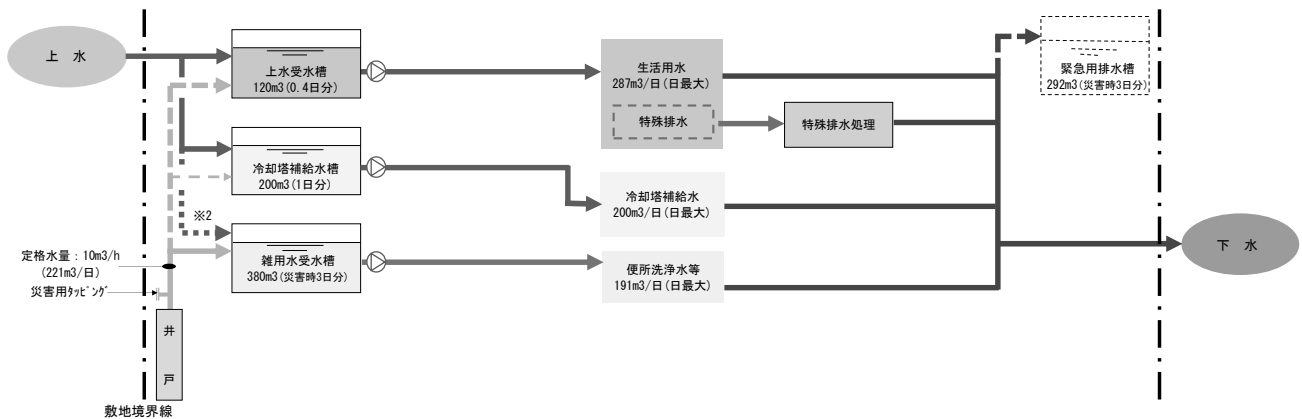 上 水
上水受水槽
120m3(0.4日分)
冷却塔補給水槽
200m3(1日分)
※2
雑用水受水槽
380m3(災害時3日分)
定格水量：10m3/h
(221m3/日)
災害用ﾀｯﾋﾟﾝｸﾞ
井
戸
敷地境界線
生活用水
287m3/日(日最大)
特殊排水
特殊排水処理
冷却塔補給水
200m3/日(日最大)
便所洗浄水等
191m3/日(日最大)
緊急用排水槽
292m3(災害時3日分)
下 水